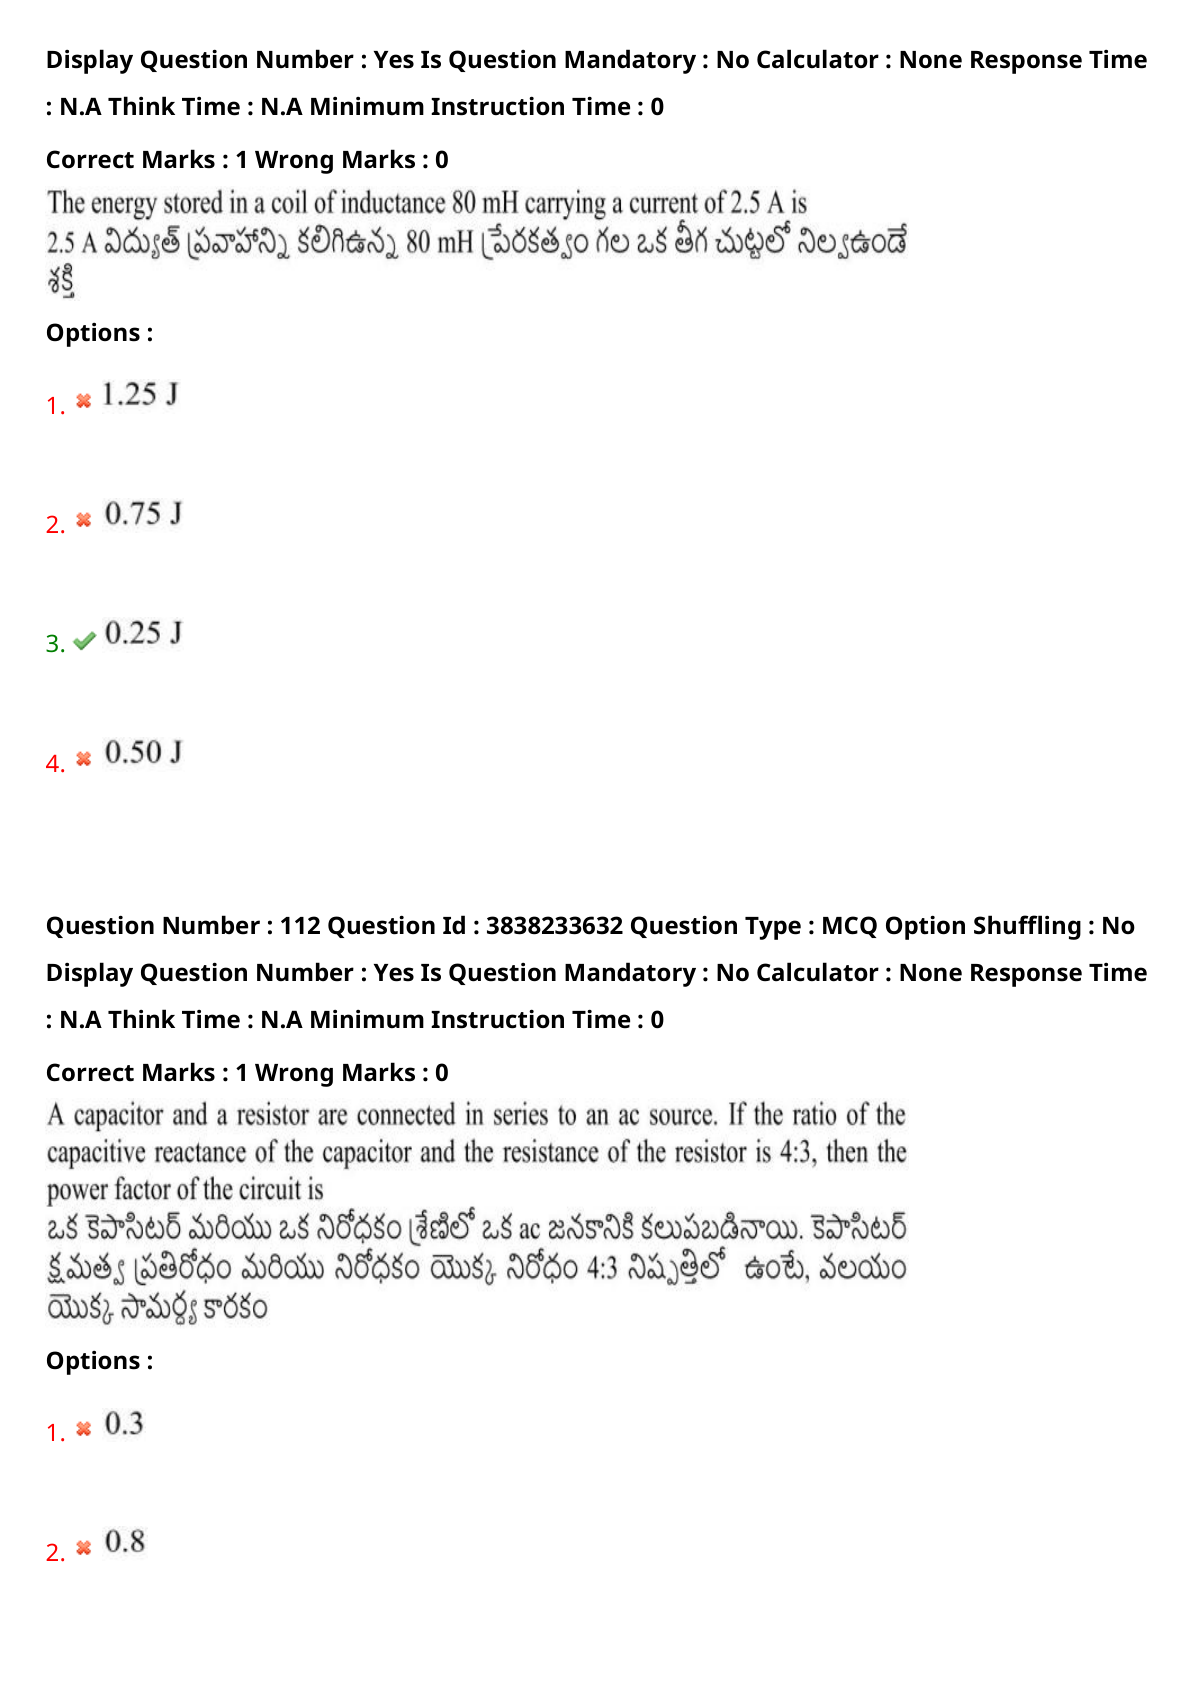 Display Question Number : Yes Is Question Mandatory : No Calculator : None Response Time
: N.A Think Time : N.A Minimum Instruction Time : 0
Correct Marks : 1 Wrong Marks : 0
The energy stored in a coil of inductance 80 mH carrying a current of 2.5 A is
2.5 A విద్యుత్ ప్రవాహాన్ని కలిగిఉన్న 80 mH ప్రేరకత్వం గల ఒక తీగ చుట్టలో నిల్వఉండే
శక్తి
Options :
1. 1.25 J
2. 0.75 J
3. 0.25 J
4. 0.50 J
Question Number : 112 Question Id : 3838233632 Question Type : MCQ Option Shuffling : No
Display Question Number : Yes Is Question Mandatory : No Calculator : None Response Time
: N.A Think Time : N.A Minimum Instruction Time : 0
Correct Marks : 1 Wrong Marks : 0
A capacitor and a resistor are connected in series to an ac source. If the ratio of the
capacitive reactance of the capacitor and the resistance of the resistor is 4:3, then the
power factor of the circuit is
ఒక కెపాసిటర్ మరియు ఒక నిరోధకం శ్రేణిలో ఒక ac జనకానికి కలుపబడినాయి. కెపాసిటర్
క్షమత్వ ప్రతిరోధం మరియు నిరోధకం యొక్క నిరోధం 4:3 నిష్పత్తిలో ఉంటే, వలయం
యొక్క సామర్థ్య కారకం
Options :
1. 0.3
2. 0.8